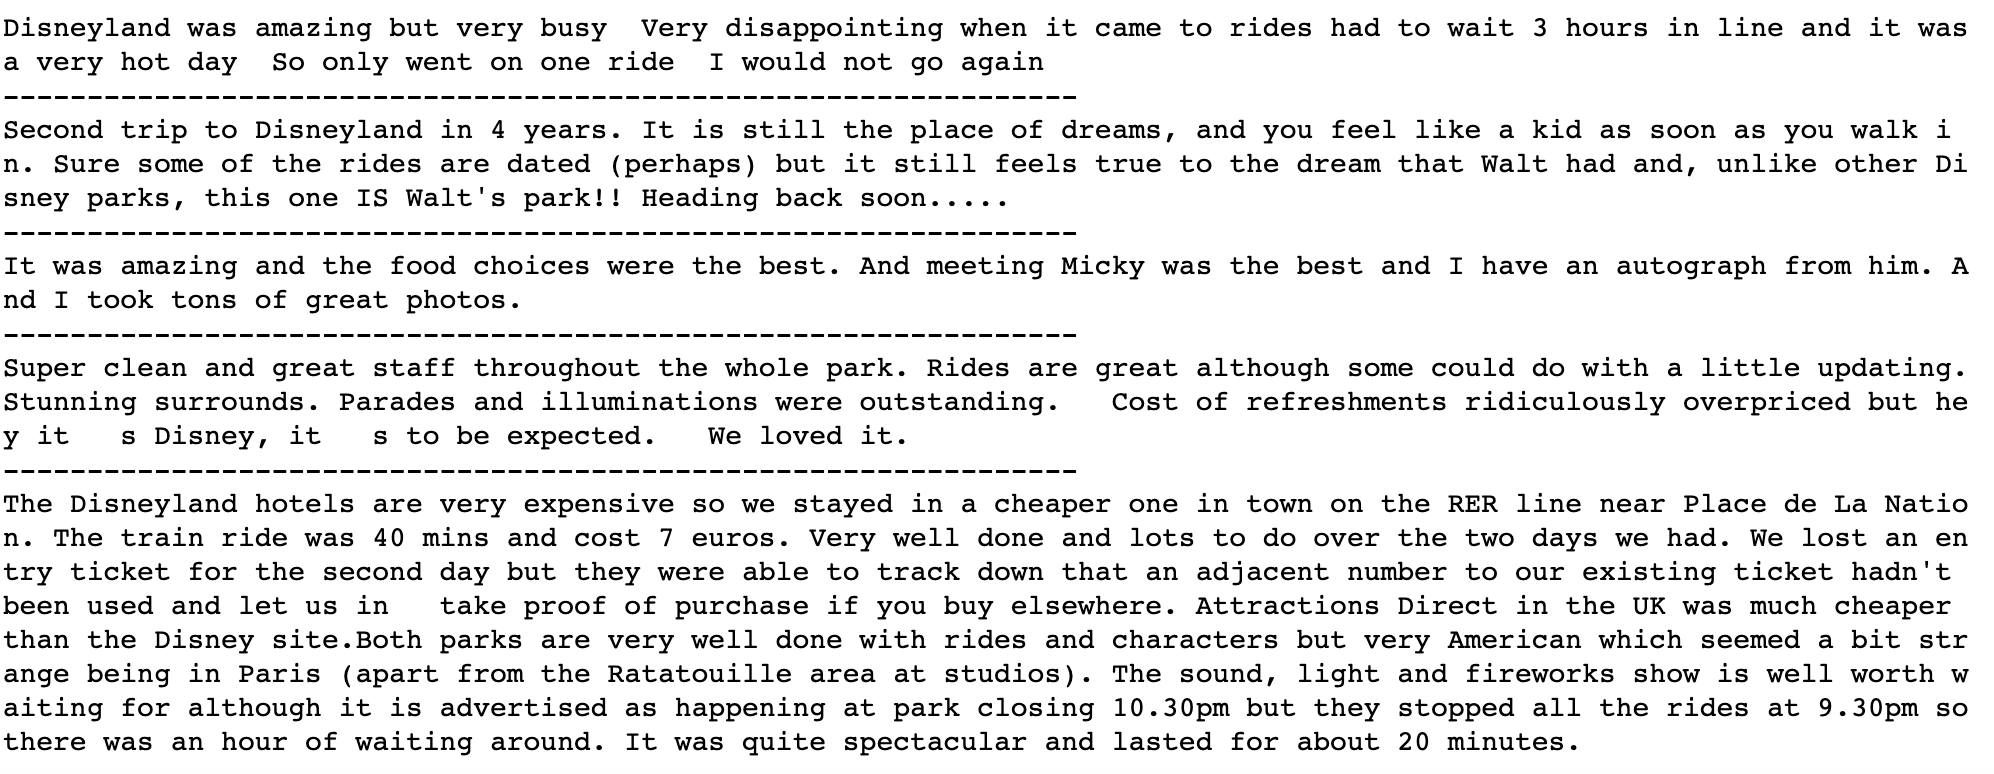 Disneyland was amazing but very busy  Very disappointing when it came to rides had to wait 3 hours in line and it was
a very hot day  So only went on one ride  I would not go again
----------------------------------------------------------------
Second trip to Disneyland in 4 years. It is still the place of dreams, and you feel like a kid as soon as you walk i
n. Sure some of the rides are dated (perhaps) but it still feels true to the dream that Walt had and, unlike other Di
sney parks, this one IS Walt's park!! Heading back soon.....
----------------------------------------------------------------
It was amazing and the food choices were the best. And meeting Micky was the best and I have an autograph from him. A
nd I took tons of great photos.
----------------------------------------------------------------
Super clean and great staff throughout the whole park. Rides are great although some could do with a little updating.
Stunning surrounds. Parades and illuminations were outstanding.   Cost of refreshments ridiculously overpriced but he
y it   s Disney, it   s to be expected.   We loved it.
----------------------------------------------------------------
The Disneyland hotels are very expensive so we stayed in a cheaper one in town on the RER line near Place de La Natio
n. The train ride was 40 mins and cost 7 euros. Very well done and lots to do over the two days we had. We lost an en
try ticket for the second day but they were able to track down that an adjacent number to our existing ticket hadn't
been used and let us in   take proof of purchase if you buy elsewhere. Attractions Direct in the UK was much cheaper
than the Disney site.Both parks are very well done with rides and characters but very American which seemed a bit str
ange being in Paris (apart from the Ratatouille area at studios). The sound, light and fireworks show is well worth w
aiting for although it is advertised as happening at park closing 10.30pm but they stopped all the rides at 9.30pm so
there was an hour of waiting around. It was quite spectacular and lasted for about 20 minutes.